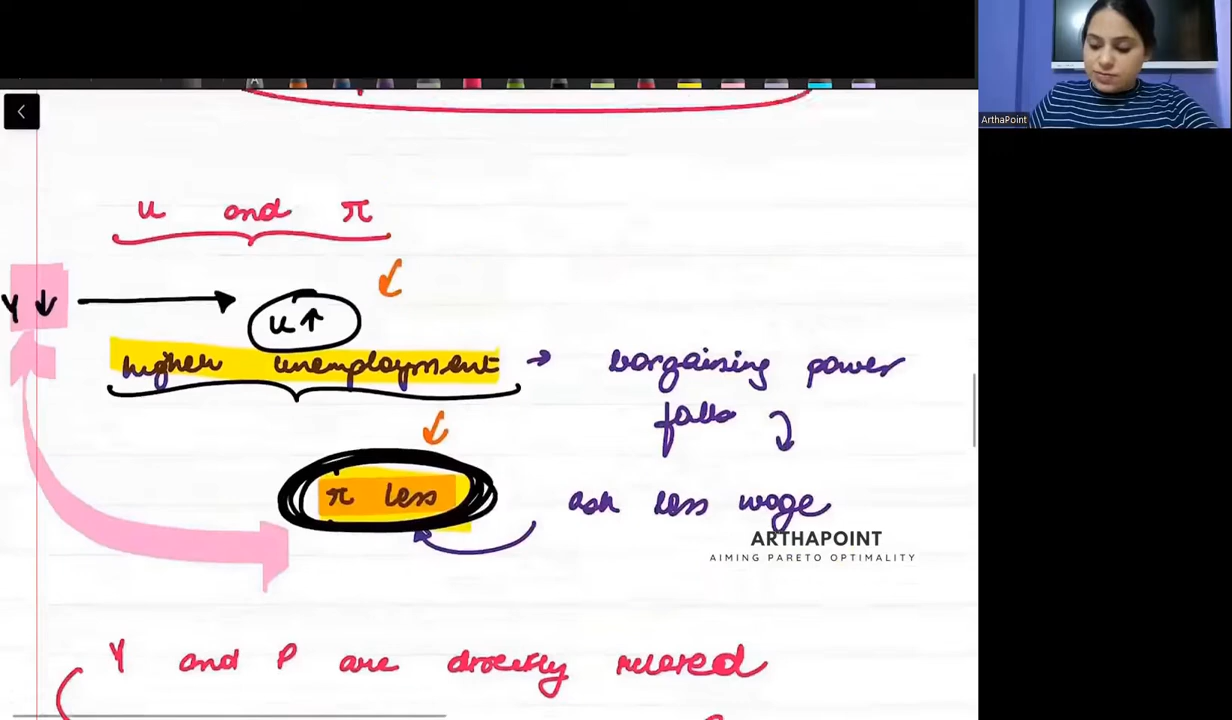 ArthaPoint
u and π
Y ↓ → u ↑
higher unemployment → bargaining power
falls
π less
ask less wage
ARTHAPOINT
AIMING PARETO OPTIMALITY
Y and P are directly related